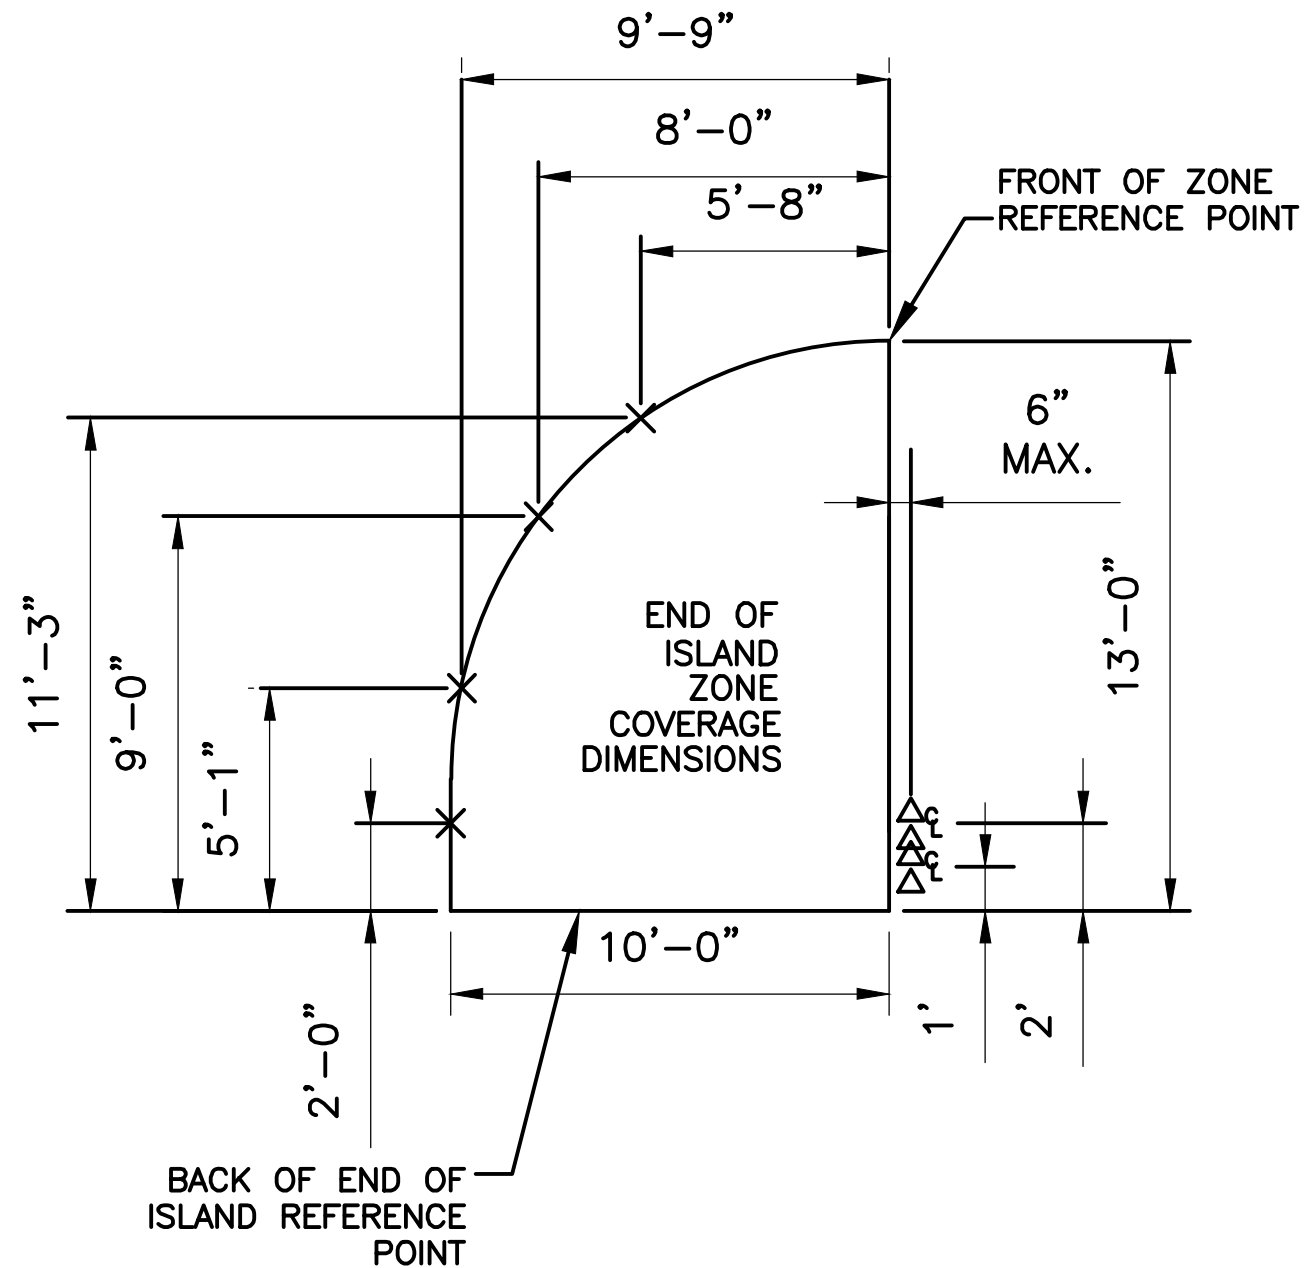 9'-9"
8'-0"
5'-8"
FRONT OF ZONE
REFERENCE POINT
6"
MAX.
11'-3"
9'-0"
5'-1"
2'-0"
END OF
ISLAND
ZONE
COVERAGE
DIMENSIONS
13'-0"
CL
CL
10'-0"
1'
2'
BACK OF END OF
ISLAND REFERENCE
POINT